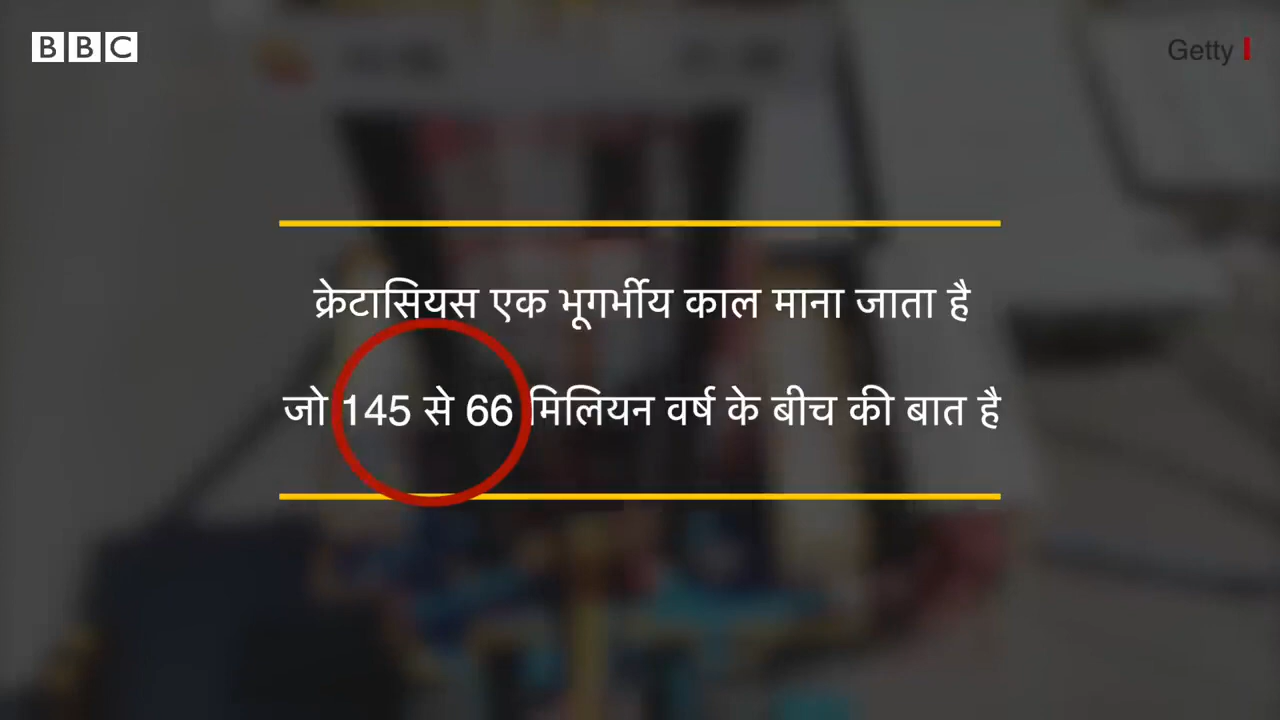 BBC
Getty
क्रेटासियस एक भूगर्भीय काल माना जाता है
जो 145 से 66 मिलियन वर्ष के बीच की बात है